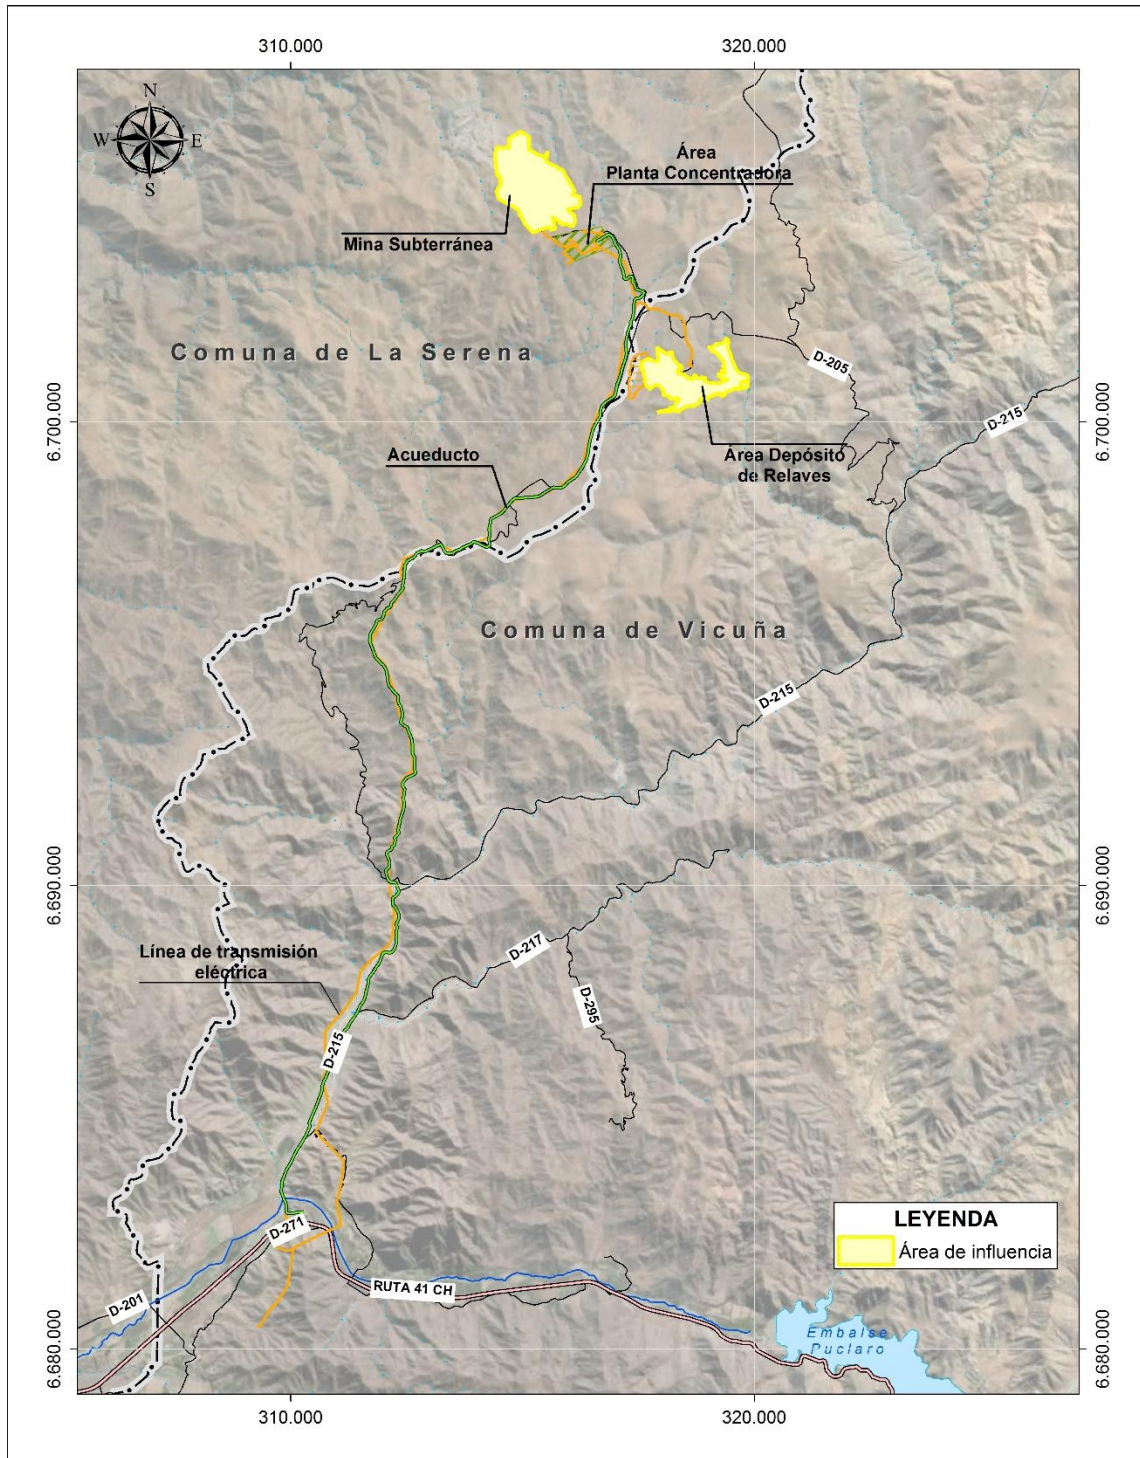 310.000
320.000
N
W
E
S
Área
Planta Concentradora
Mina Subterránea
Comuna de La Serena
D-205
6.700.000
6.700.000
D-215
Acueducto
Área Depósito
de Relaves
Comuna de Vicuña
D-215
6.690.000
6.690.000
Línea de transmisión
eléctrica
D-217
D-295
D-215
LEYENDA
Área de influencia
D-271
RUTA 41 CH
D-201
Embalse
Puclaro
6.680.000
6.680.000
310.000
320.000